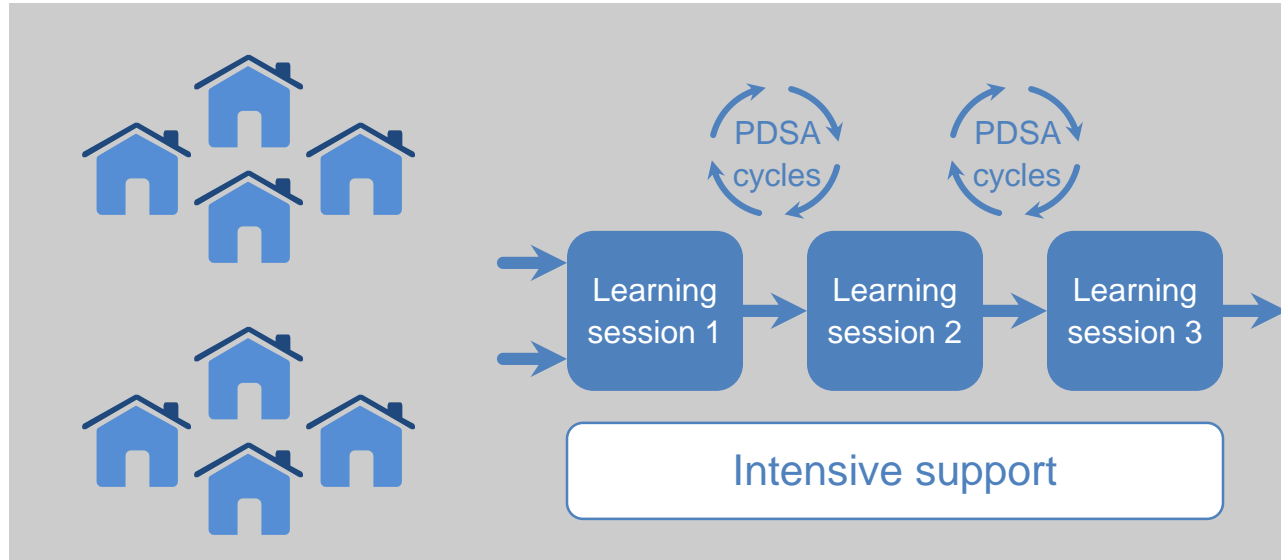 PDSA
cycles
PDSA
cycles
Learning
session 1
Learning
session 2
Learning
session 3
Intensive support